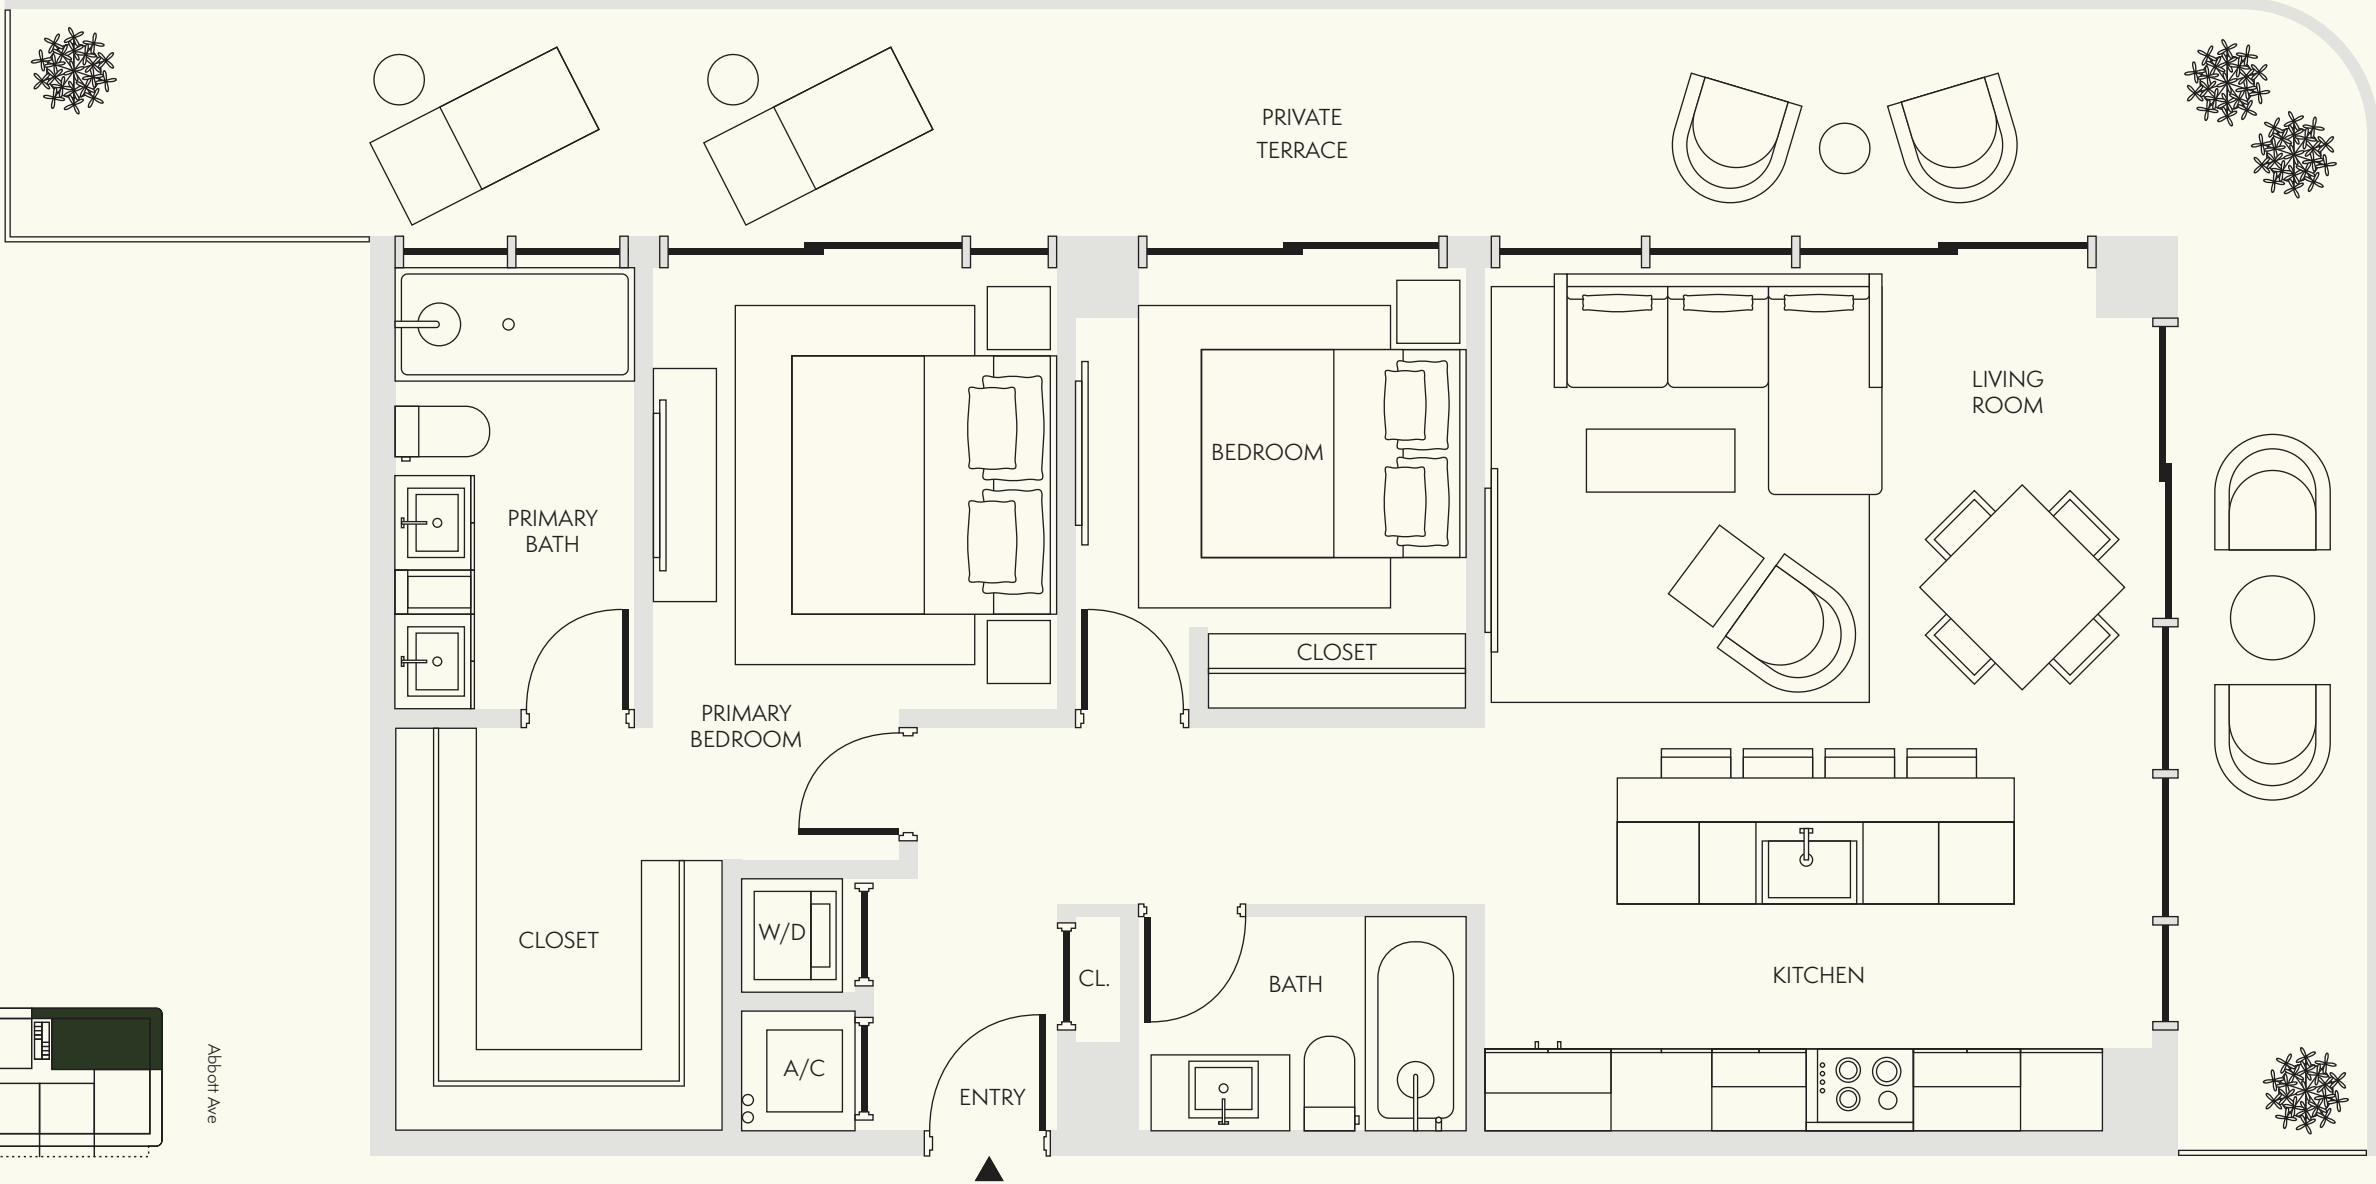 PRIVATE
TERRACE
LIVING
ROOM
BEDROOM
PRIMARY
BATH
CLOSET
PRIMARY
BEDROOM
W/D
CLOSET
CL.
BATH
KITCHEN
A/C
ENTRY
Abbott Ave